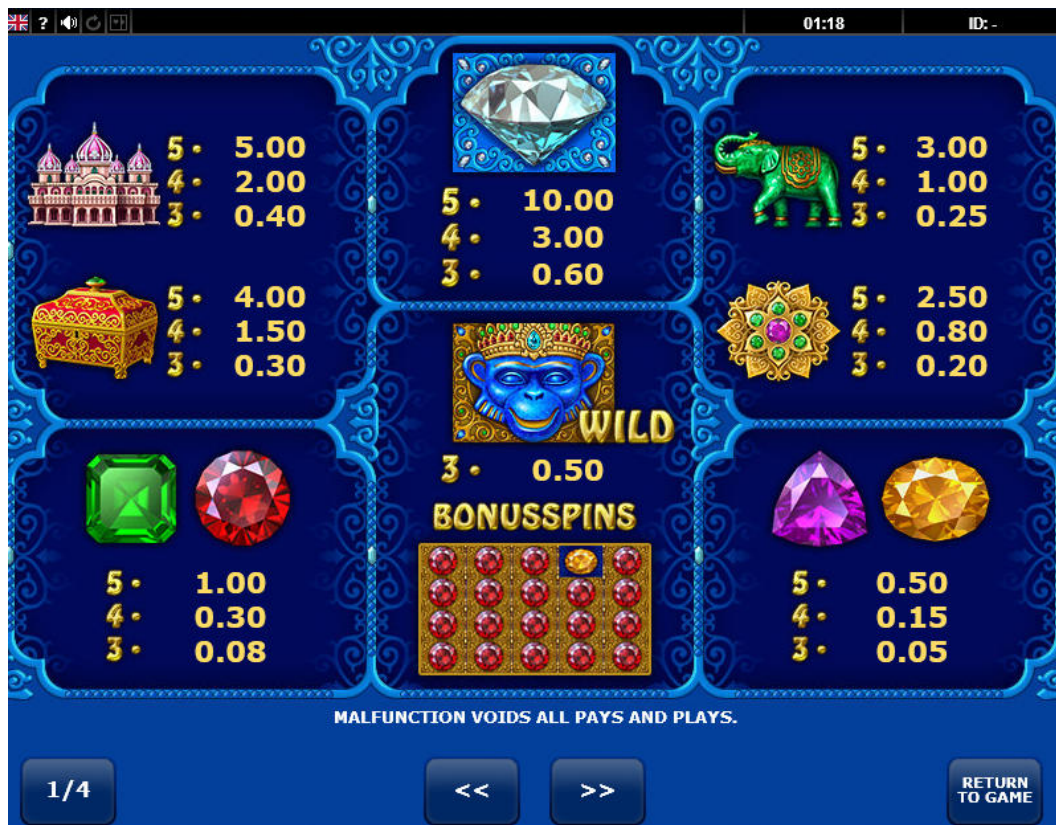 ? 01:18 ID: -
5 • 5.00
4 • 2.00
3 • 0.40
5 • 4.00
4 • 1.50
3 • 0.30
5 • 10.00
4 • 3.00
3 • 0.60
5 • 3.00
4 • 1.00
3 • 0.25
5 • 2.50
4 • 0.80
3 • 0.20
WILD
3 • 0.50
BONUSSPINS
5 • 1.00
4 • 0.30
3 • 0.08
5 • 0.50
4 • 0.15
3 • 0.05
MALFUNCTION VOIDS ALL PAYS AND PLAYS.
1/4
<<
>>
RETURN
TO GAME